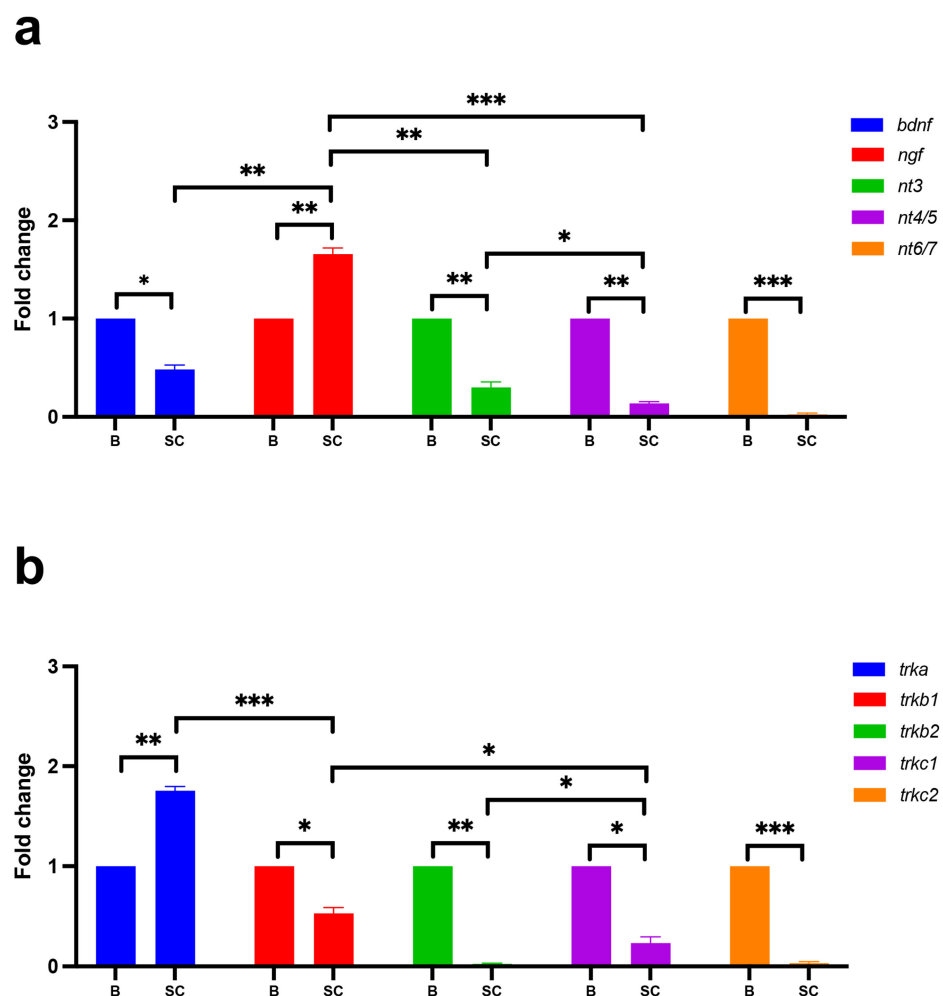 a
***
**
**
**
*
*
**
**
***
Fold change
3
2
1
0
B SC B SC B SC B SC B SC
bdnf
ngf
nt3
nt4/5
nt6/7
b
***
**
*
*
*
**
*
***
Fold change
3
2
1
0
B SC B SC B SC B SC B SC
trka
trkb1
trkb2
trkc1
trkc2